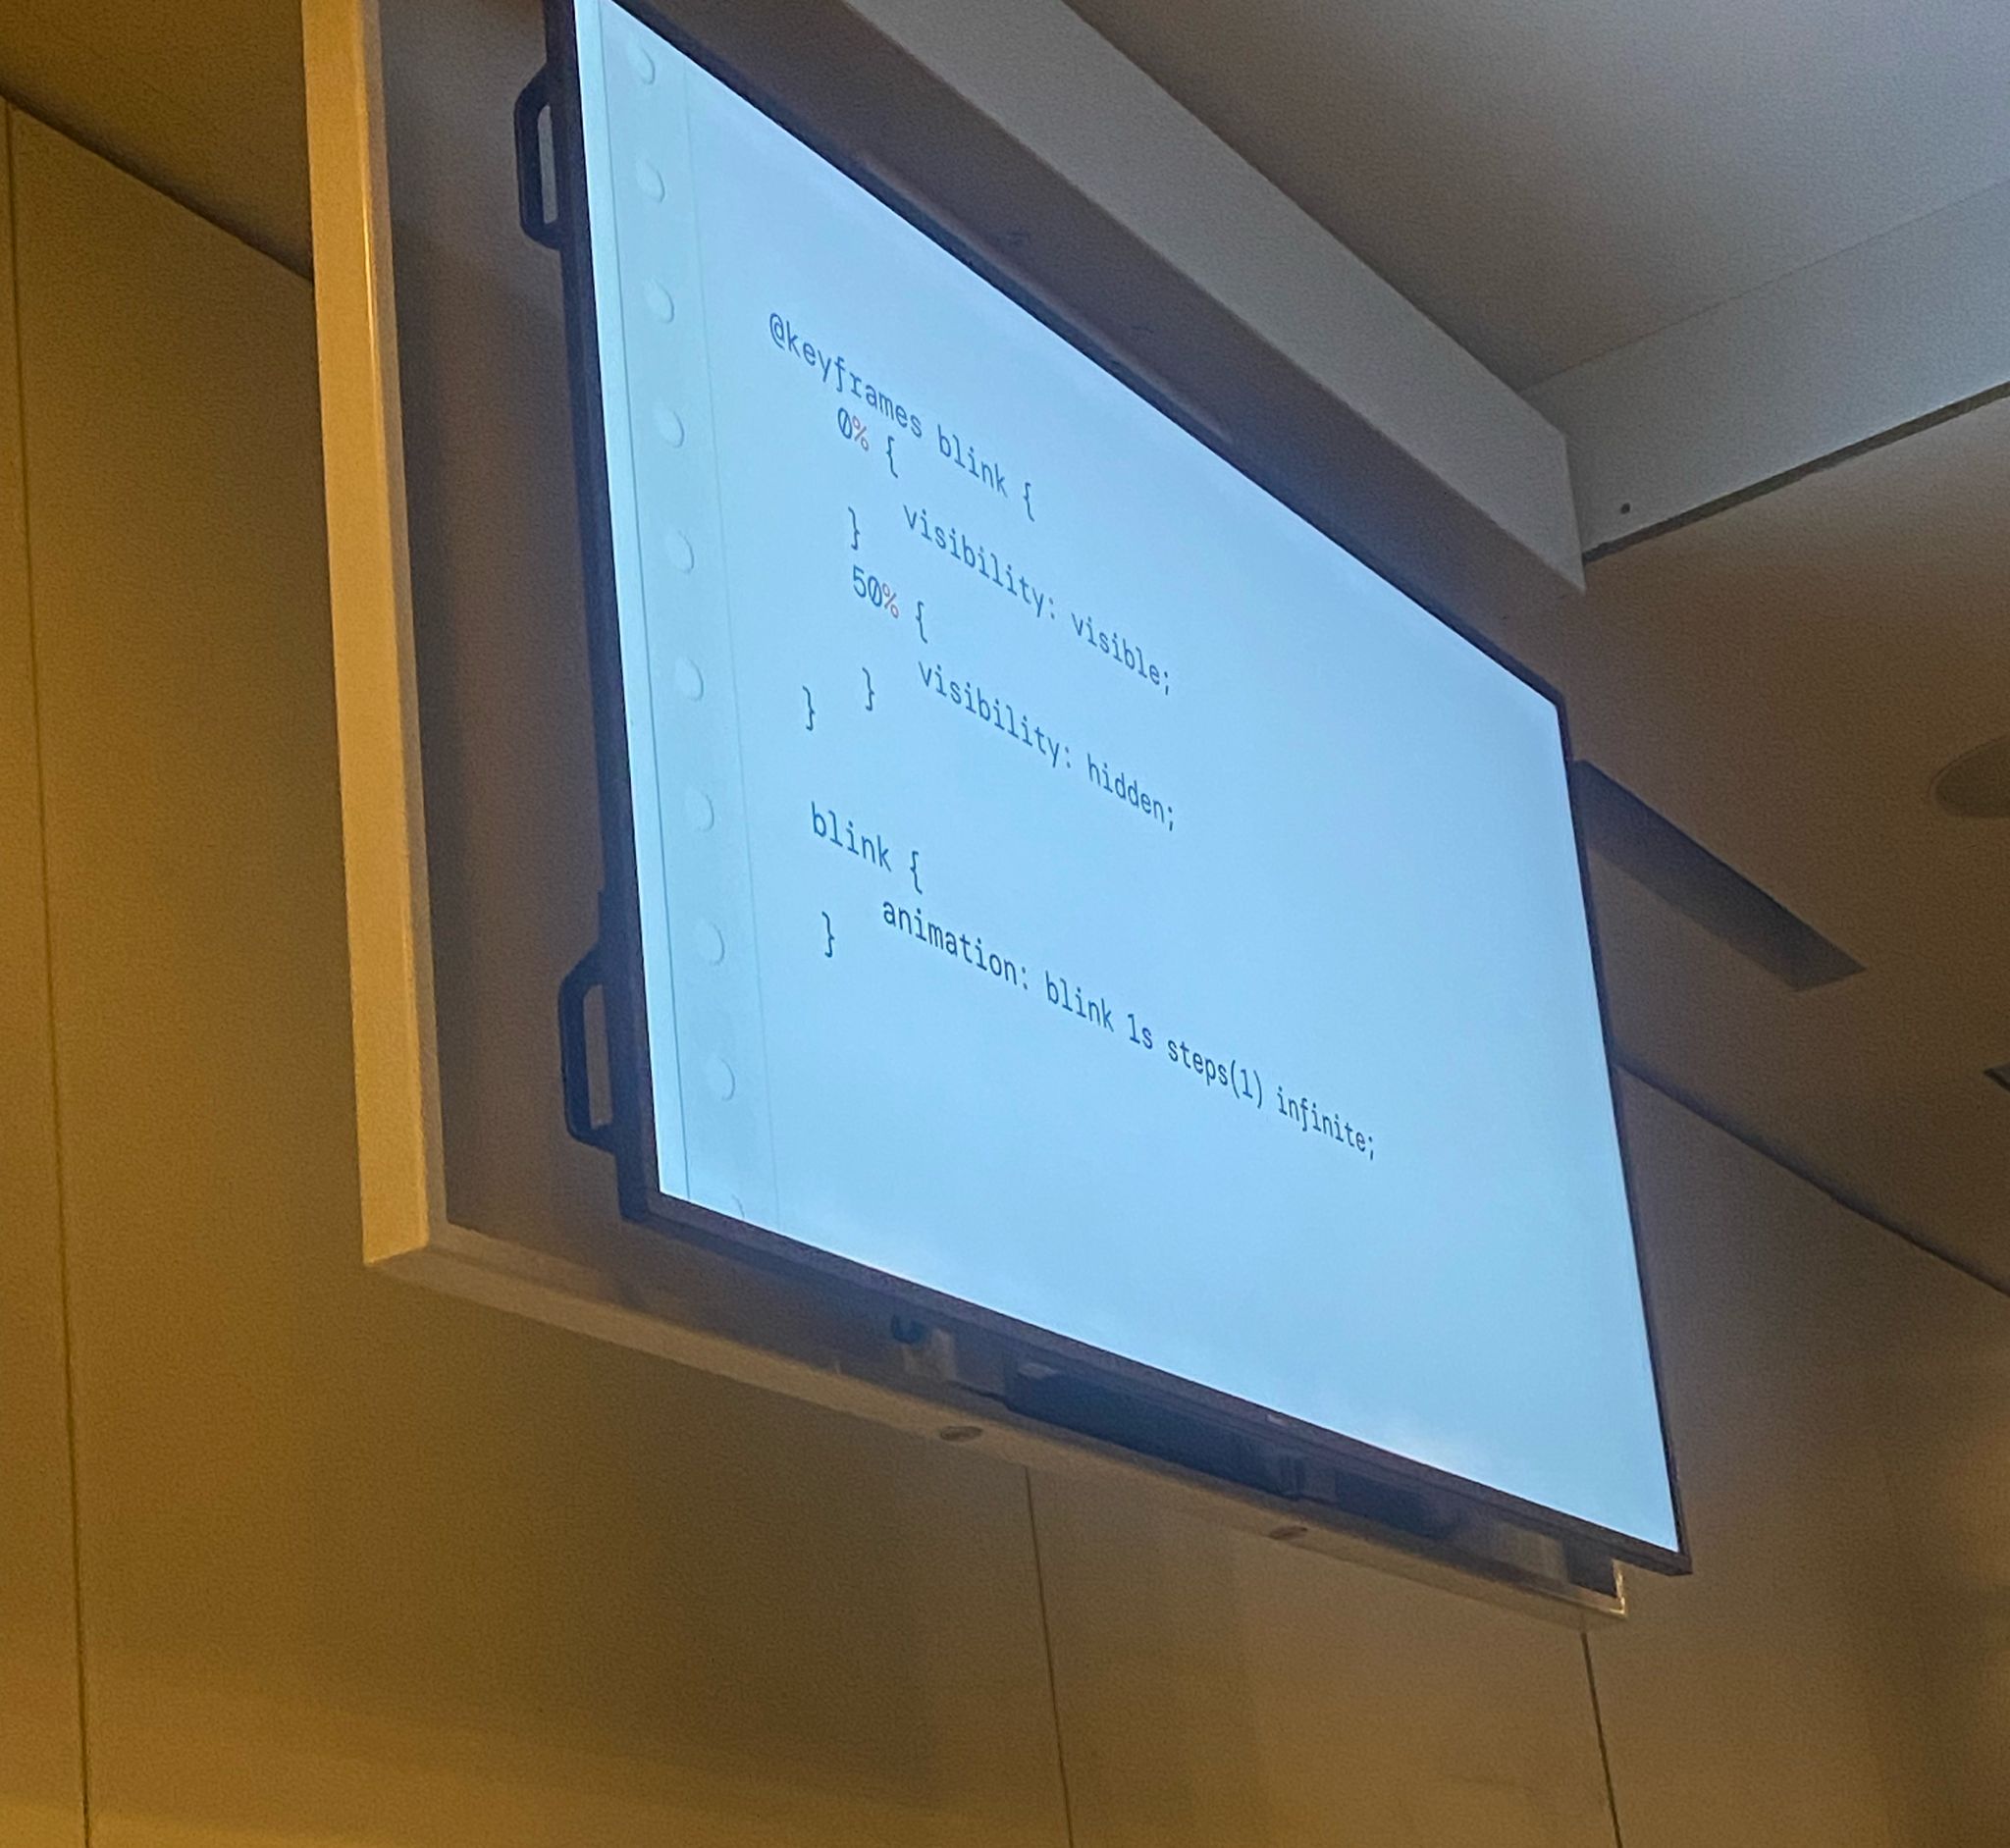 @keyframes blink {
    0% {
        visibility: visible;
    }
    50% {
        visibility: hidden;
    }
}
blink {
    animation: blink 1s steps(1) infinite;
}